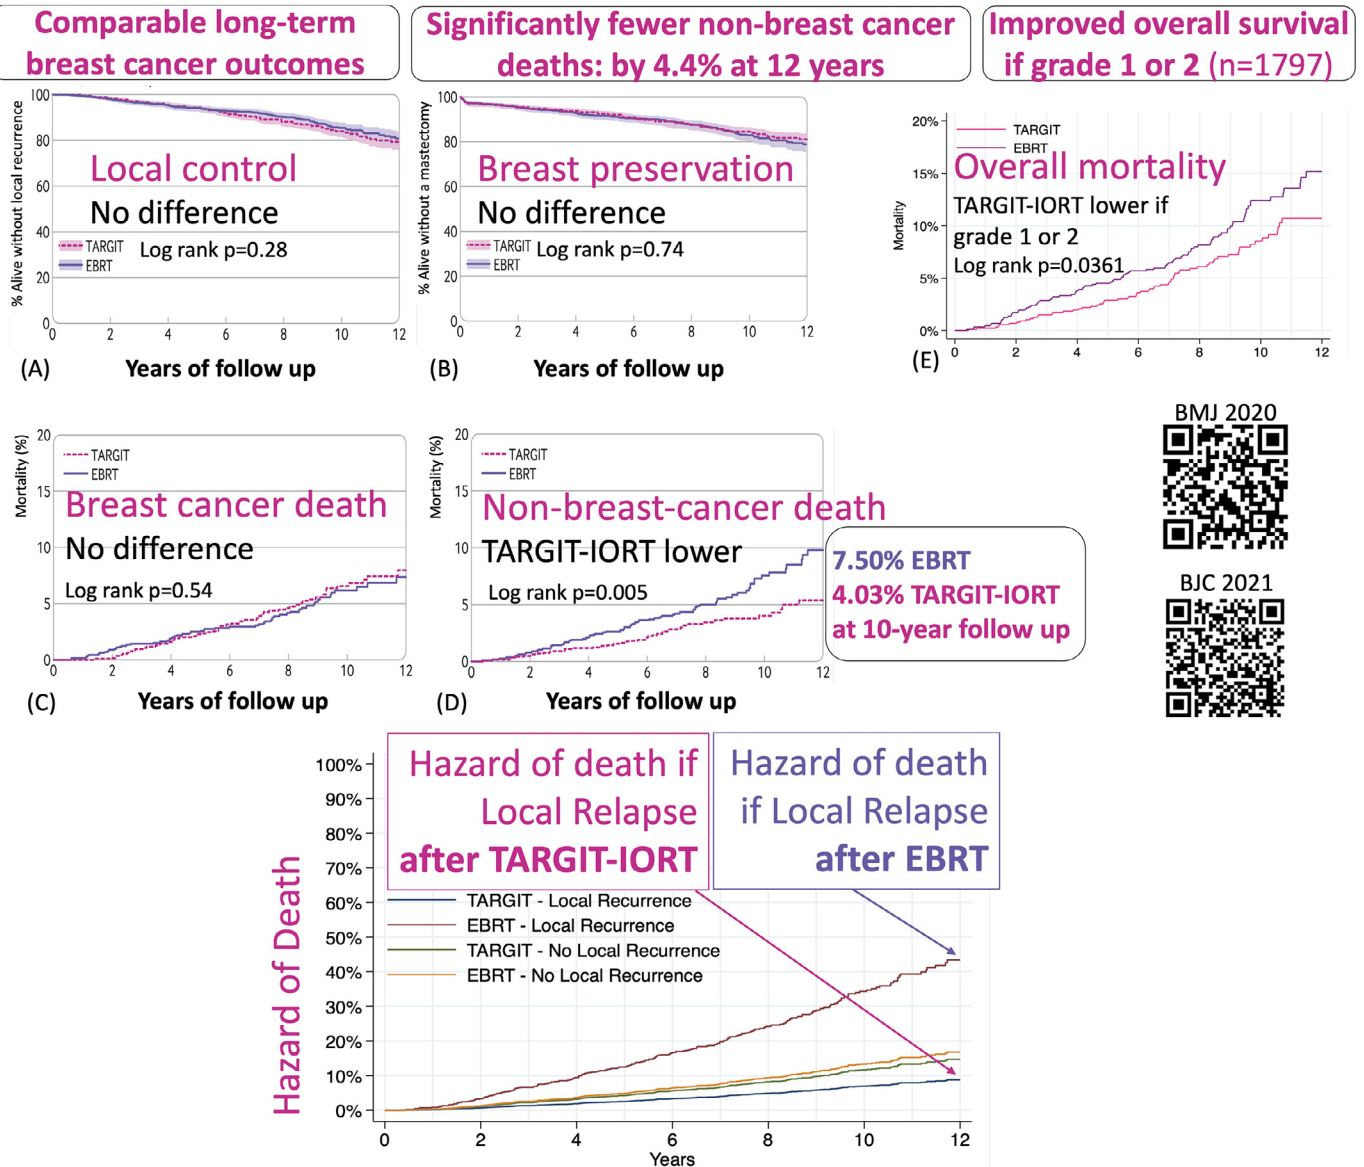 Comparable long-term
breast cancer outcomes
Significantly fewer non-breast cancer
deaths: by 4.4% at 12 years
Improved overall survival
if grade 1 or 2 (n=1797)
% Alive without local recurrence
100
80
60
40
20
0
Local control
No difference
TARGIT
EBRT
Log rank p=0.28
0 2 4 6 8 10 12
(A)
Years of follow up
% Alive without a mastectomy
100
80
60
40
20
0
Breast preservation
No difference
TARGIT
EBRT
Log rank p=0.74
0 2 4 6 8 10 12
(B)
Years of follow up
Mortality
20%
15%
10%
5%
0%
TARGIT
EBRT
Overall mortality
TARGIT-IORT lower if
grade 1 or 2
Log rank p=0.0361
0 2 4 6 8 10 12
(E)
BMJ 2020
BJC 2021
Mortality (%)
20
15
10
5
0
TARGIT
EBRT
Breast cancer death
No difference
Log rank p=0.54
0 2 4 6 8 10 12
(C)
Years of follow up
Mortality (%)
20
15
10
5
0
TARGIT
EBRT
Non-breast-cancer death
TARGIT-IORT lower
Log rank p=0.005
0 2 4 6 8 10 12
(D)
Years of follow up
7.50% EBRT
4.03% TARGIT-IORT
at 10-year follow up
Hazard of Death
100%
90%
80%
70%
60%
50%
40%
30%
20%
10%
0%
Hazard of death if
Local Relapse
after TARGIT-IORT
Hazard of death
if Local Relapse
after EBRT
TARGIT - Local Recurrence
EBRT - Local Recurrence
TARGIT - No Local Recurrence
EBRT - No Local Recurrence
0 2 4 6 8 10 12
Years